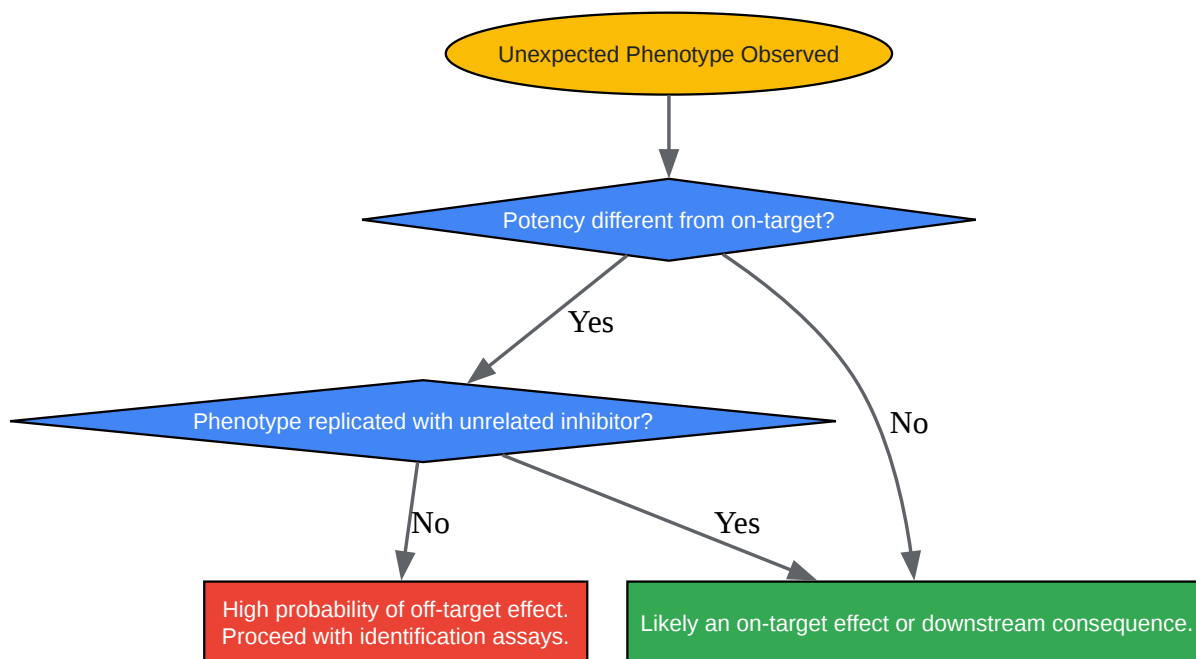 Unexpected Phenotype Observed
Potency different from on-target?
Yes
Phenotype replicated with unrelated inhibitor?
No
No
Yes
High probability of off-target effect.
Proceed with identification assays.
Likely an on-target effect or downstream consequence.